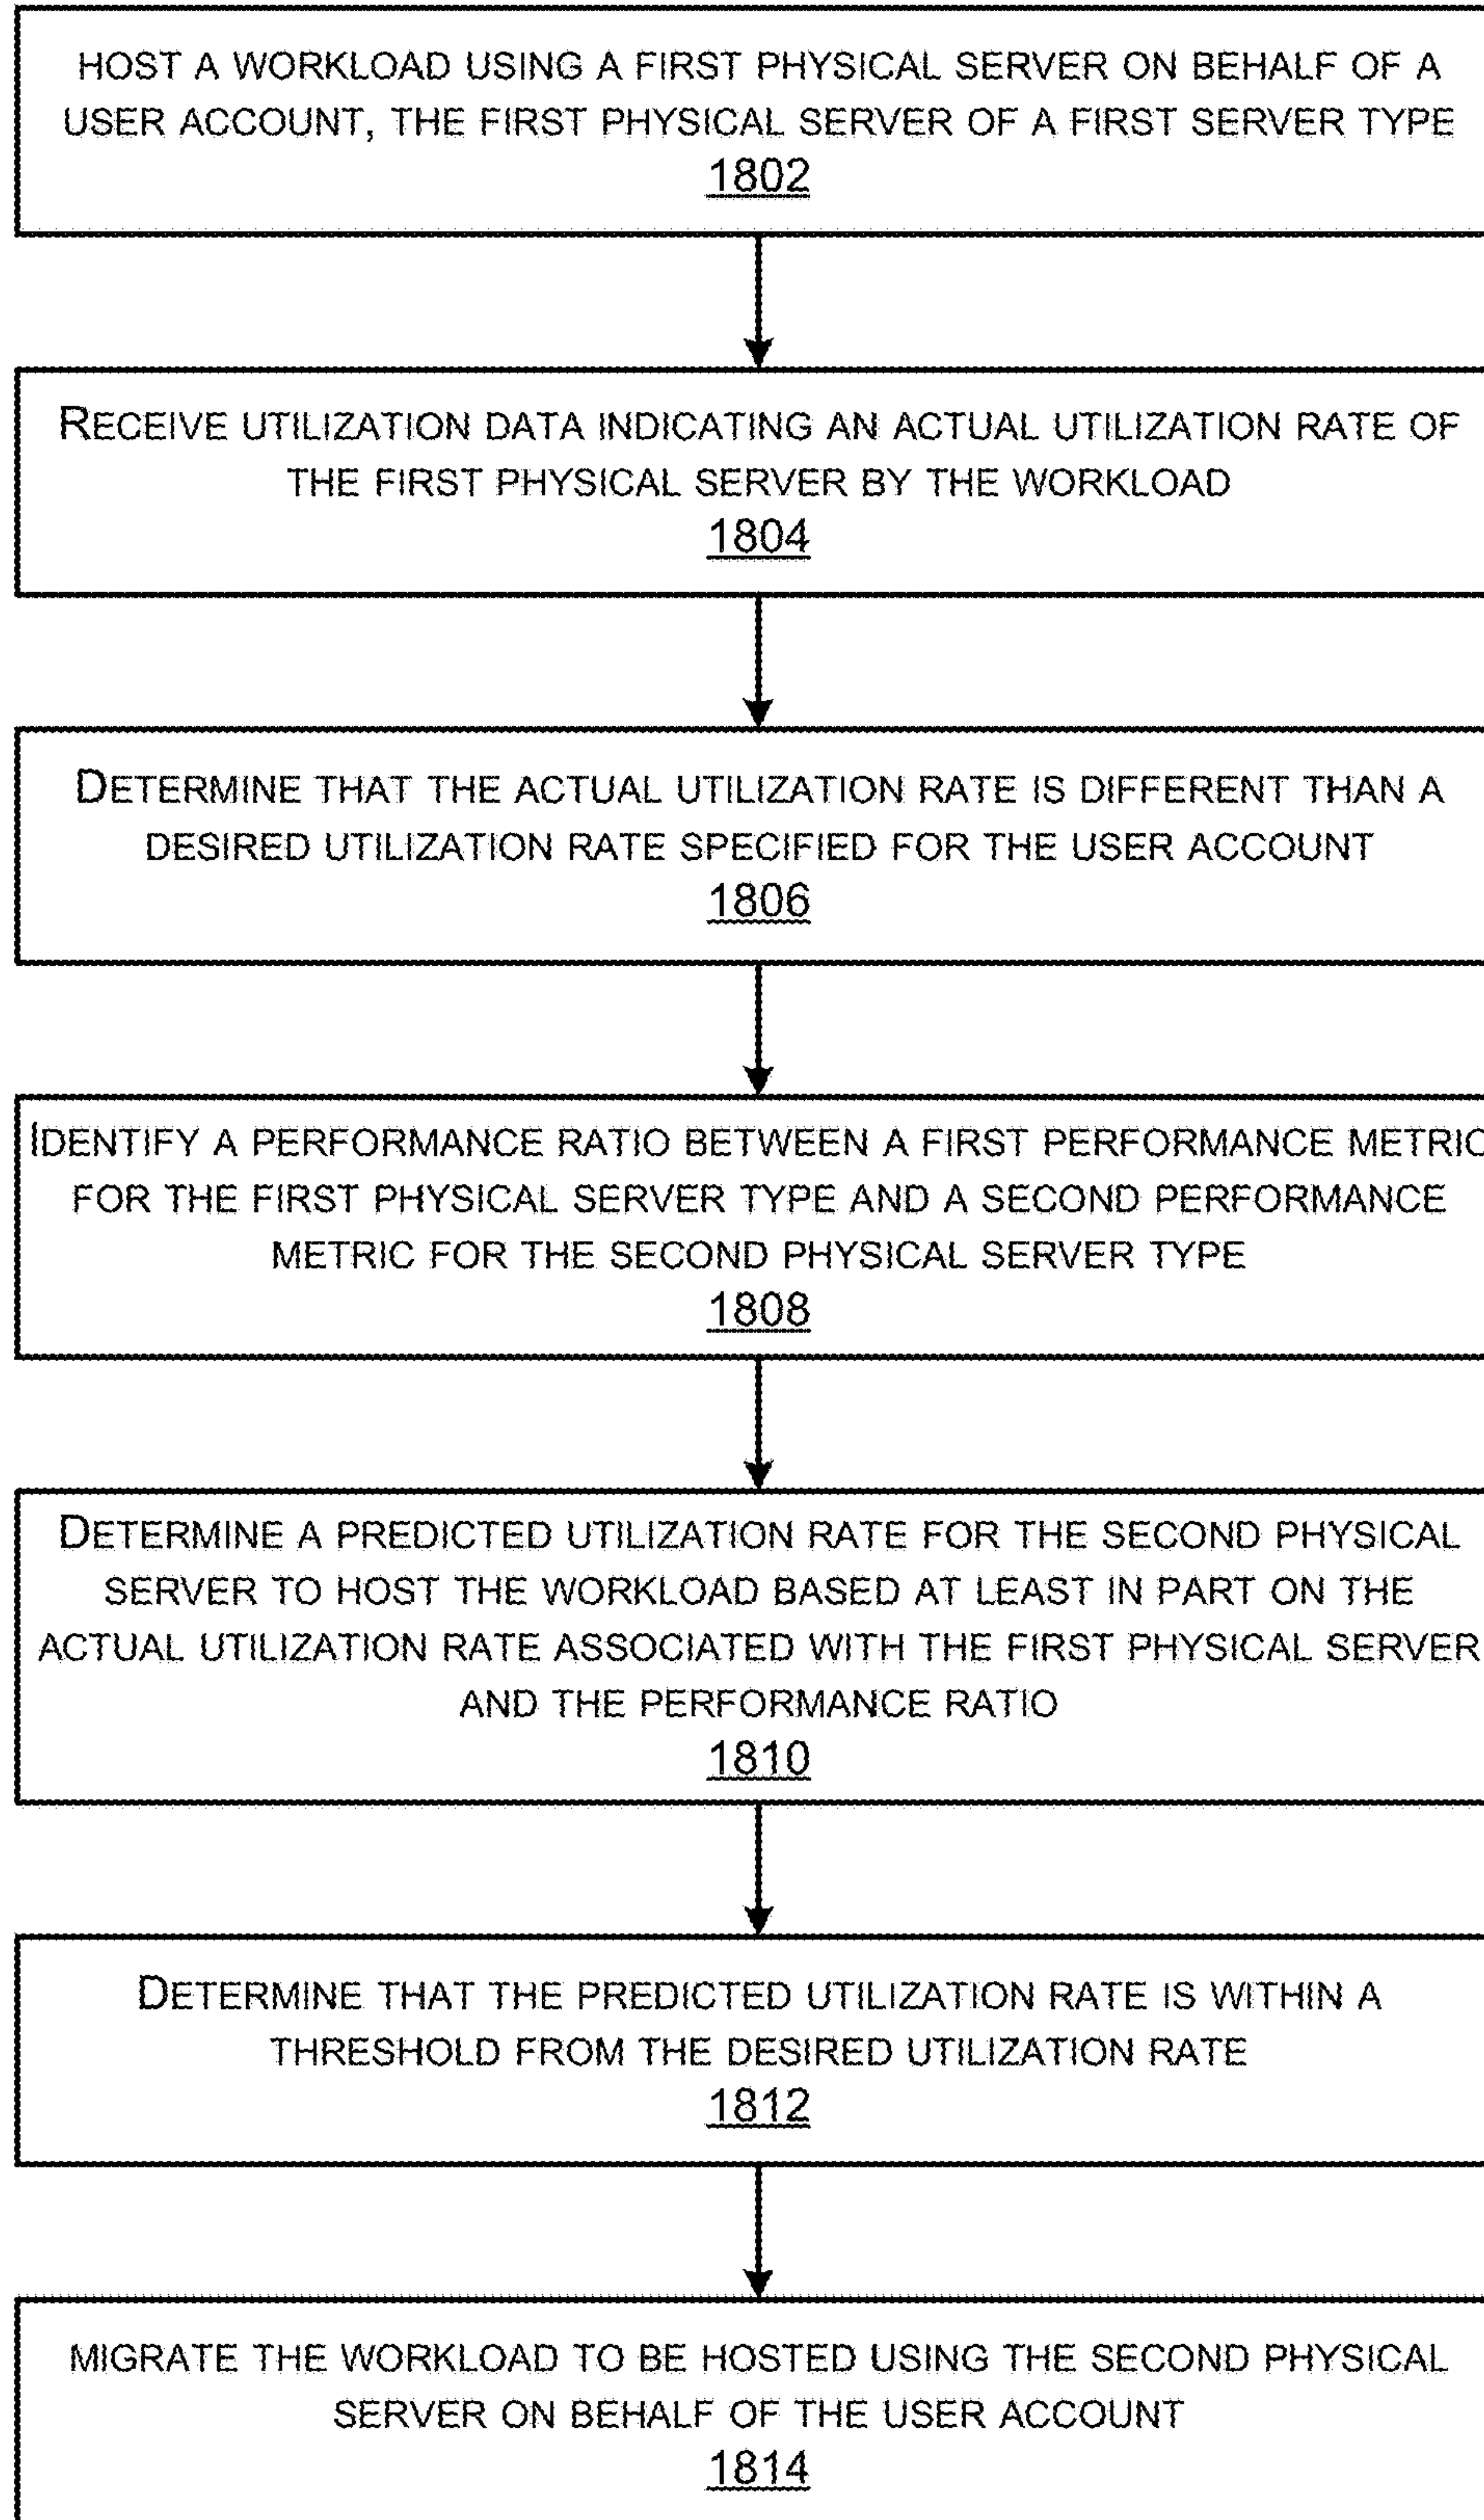 HOST A WORKLOAD USING A FIRST PHYSICAL SERVER ON BEHALF OF A
USER ACCOUNT, THE FIRST PHYSICAL SERVER OF A FIRST SERVER TYPE
1802
RECEIVE UTILIZATION DATA INDICATING AN ACTUAL UTILIZATION RATE OF
THE FIRST PHYSICAL SERVER BY THE WORKLOAD
1804
DETERMINE THAT THE ACTUAL UTILIZATION RATE IS DIFFERENT THAN A
DESIRED UTILIZATION RATE SPECIFIED FOR THE USER ACCOUNT
1806
IDENTIFY A PERFORMANCE RATIO BETWEEN A FIRST PERFORMANCE METRIC
FOR THE FIRST PHYSICAL SERVER TYPE AND A SECOND PERFORMANCE
METRIC FOR THE SECOND PHYSICAL SERVER TYPE
1808
DETERMINE A PREDICTED UTILIZATION RATE FOR THE SECOND PHYSICAL
SERVER TO HOST THE WORKLOAD BASED AT LEAST IN PART ON THE
ACTUAL UTILIZATION RATE ASSOCIATED WITH THE FIRST PHYSICAL SERVER
AND THE PERFORMANCE RATIO
1810
DETERMINE THAT THE PREDICTED UTILIZATION RATE IS WITHIN A
THRESHOLD FROM THE DESIRED UTILIZATION RATE
1812
MIGRATE THE WORKLOAD TO BE HOSTED USING THE SECOND PHYSICAL
SERVER ON BEHALF OF THE USER ACCOUNT
1814